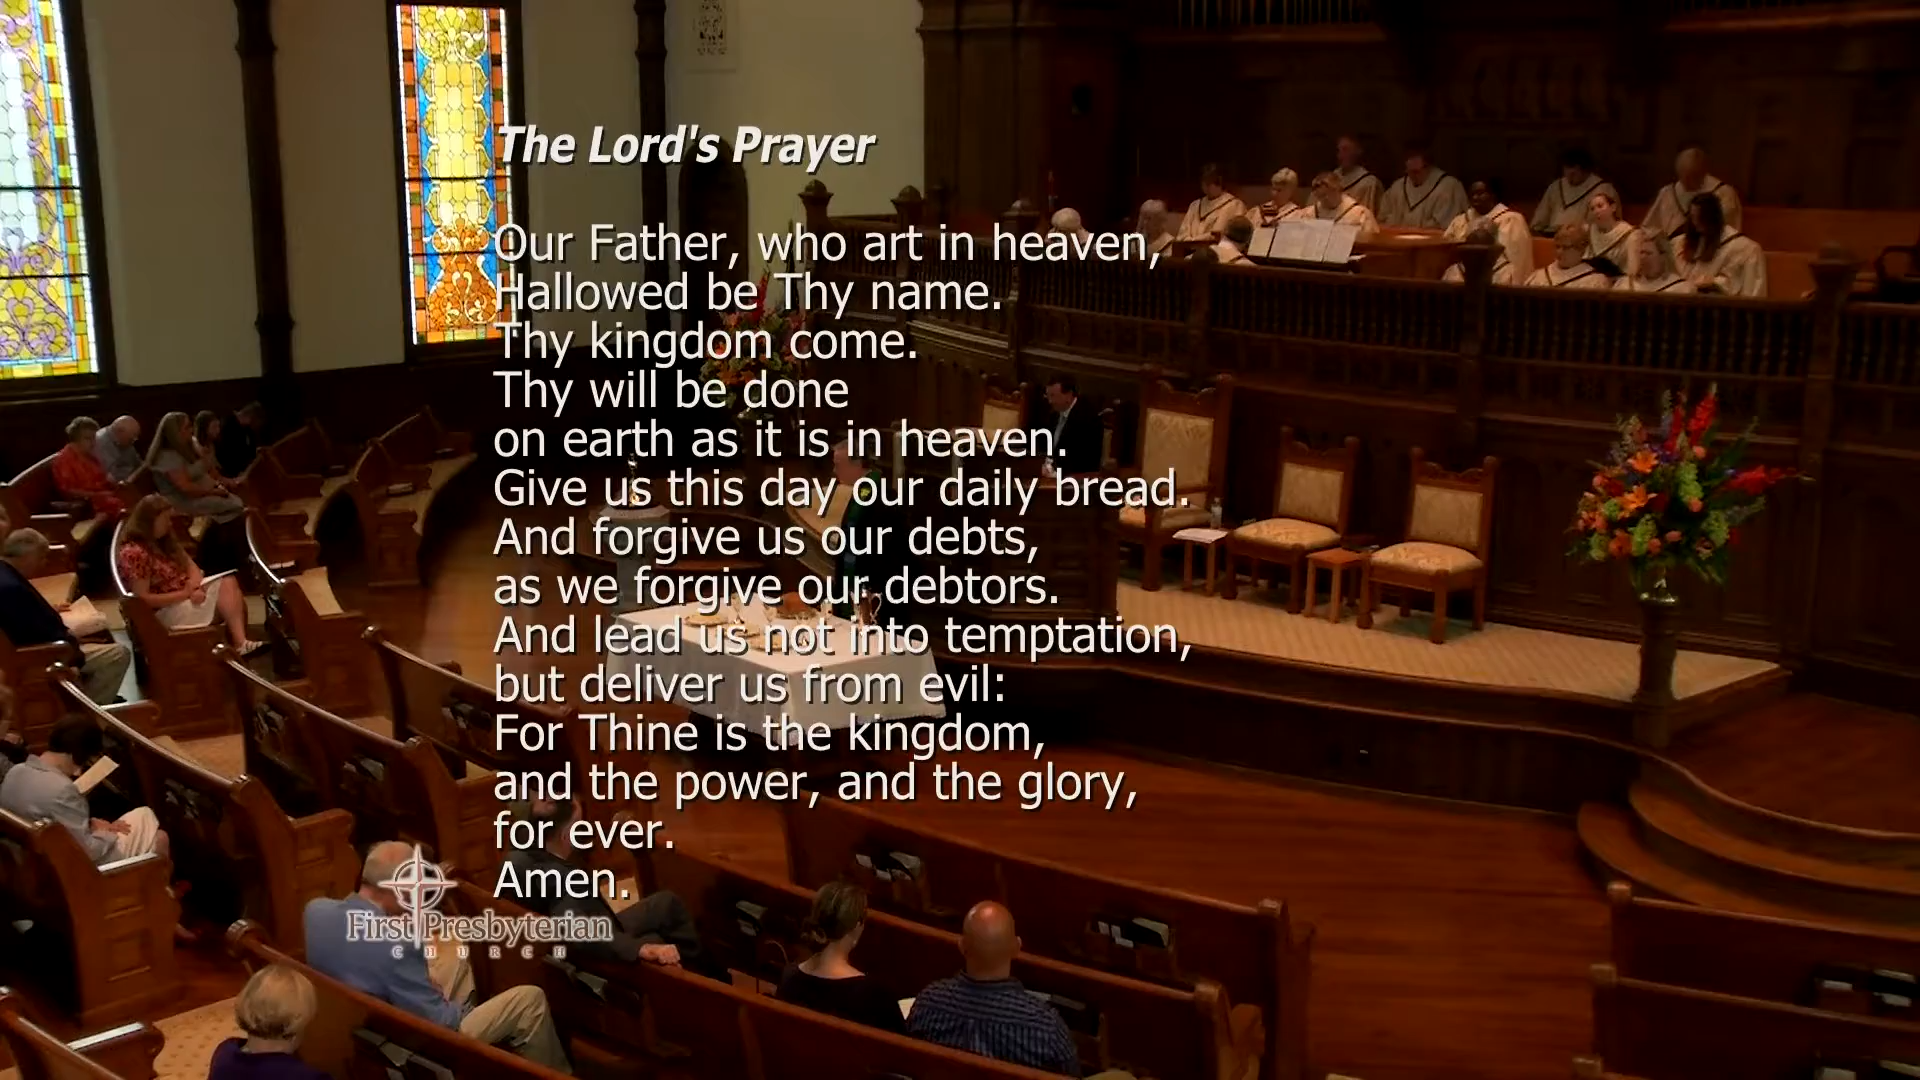 The Lord's Prayer
Our Father, who art in heaven,
Hallowed be Thy name.
Thy kingdom come.
Thy will be done
on earth as it is in heaven.
Give us this day our daily bread.
And forgive us our debts,
as we forgive our debtors.
And lead us not into temptation,
but deliver us from evil:
For Thine is the kingdom,
and the power, and the glory,
for ever.
Amen.
First Presbyterian
CHURCH